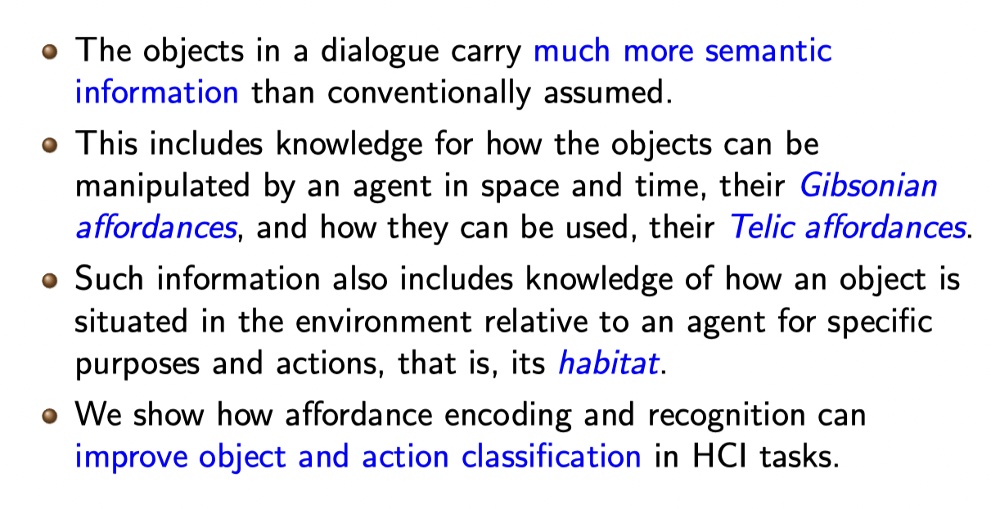 The objects in a dialogue carry much more semantic
information than conventionally assumed.
This includes knowledge for how the objects can be
manipulated by an agent in space and time, their Gibsonian
affordances, and how they can be used, their Telic affordances.
Such information also includes knowledge of how an object is
situated in the environment relative to an agent for specific
purposes and actions, that is, its habitat.
We show how affordance encoding and recognition can
improve object and action classification in HCI tasks.